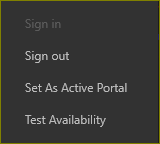 Sign in
Sign out
Set As Active Portal
Test Availability